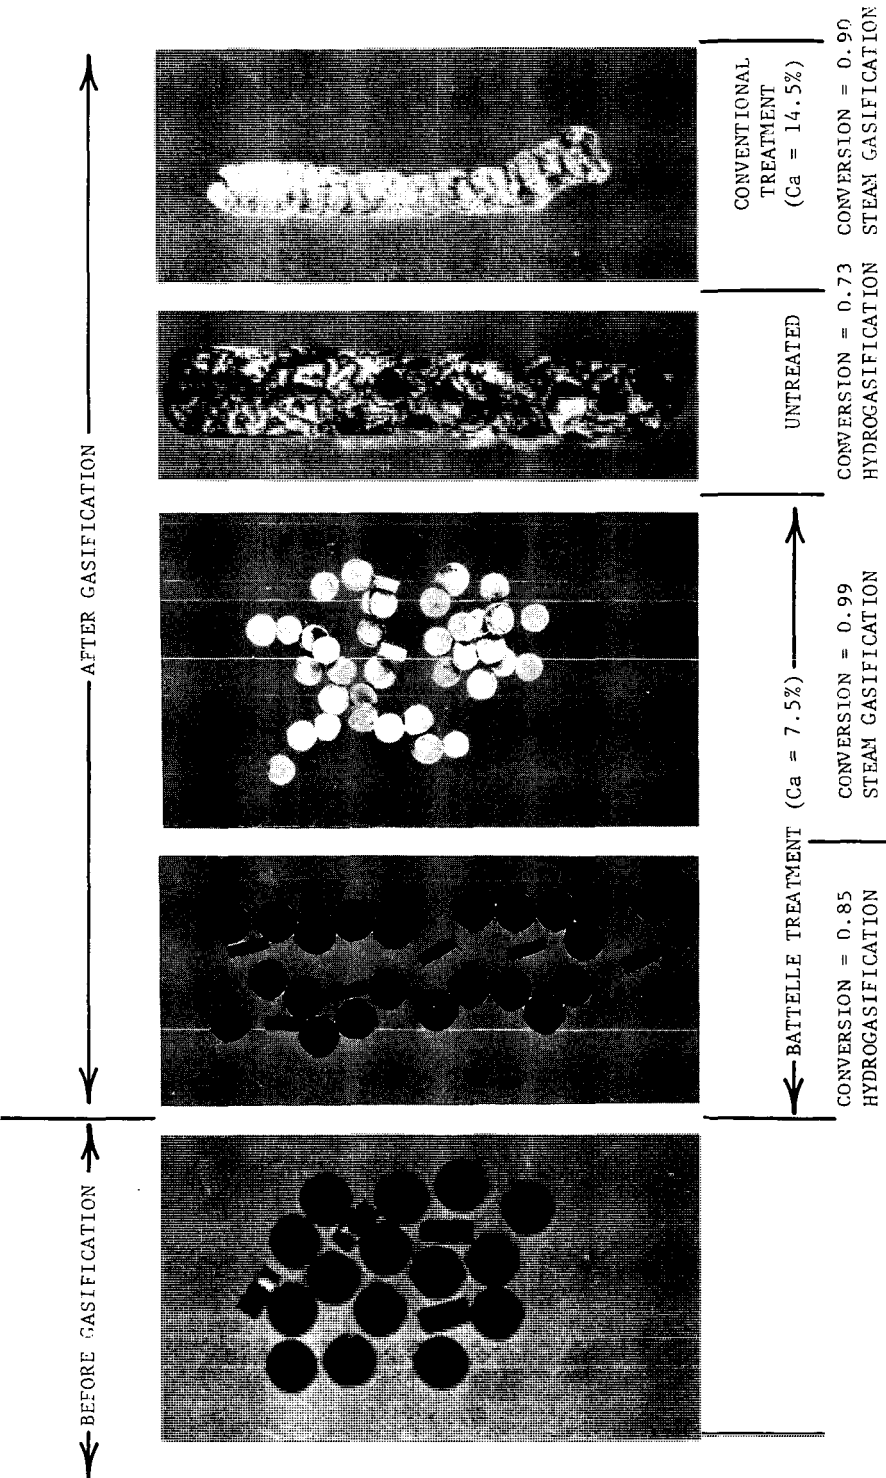 BEFORE GASIFICATION
AFTER GASIFICATION
BATTELLE TREATMENT (Ca = 7.5%)
CONVERSION = 0.85
HYDROGASIFICATION
CONVERSION = 0.99
STEAM GASIFICATION
UNTREATED
CONVERSION = 0.73
HYDROGASIFICATION
CONVENTIONAL
TREATMENT
(Ca = 14.5%)
CONVERSION = 0.90
STEAM GASIFICATION